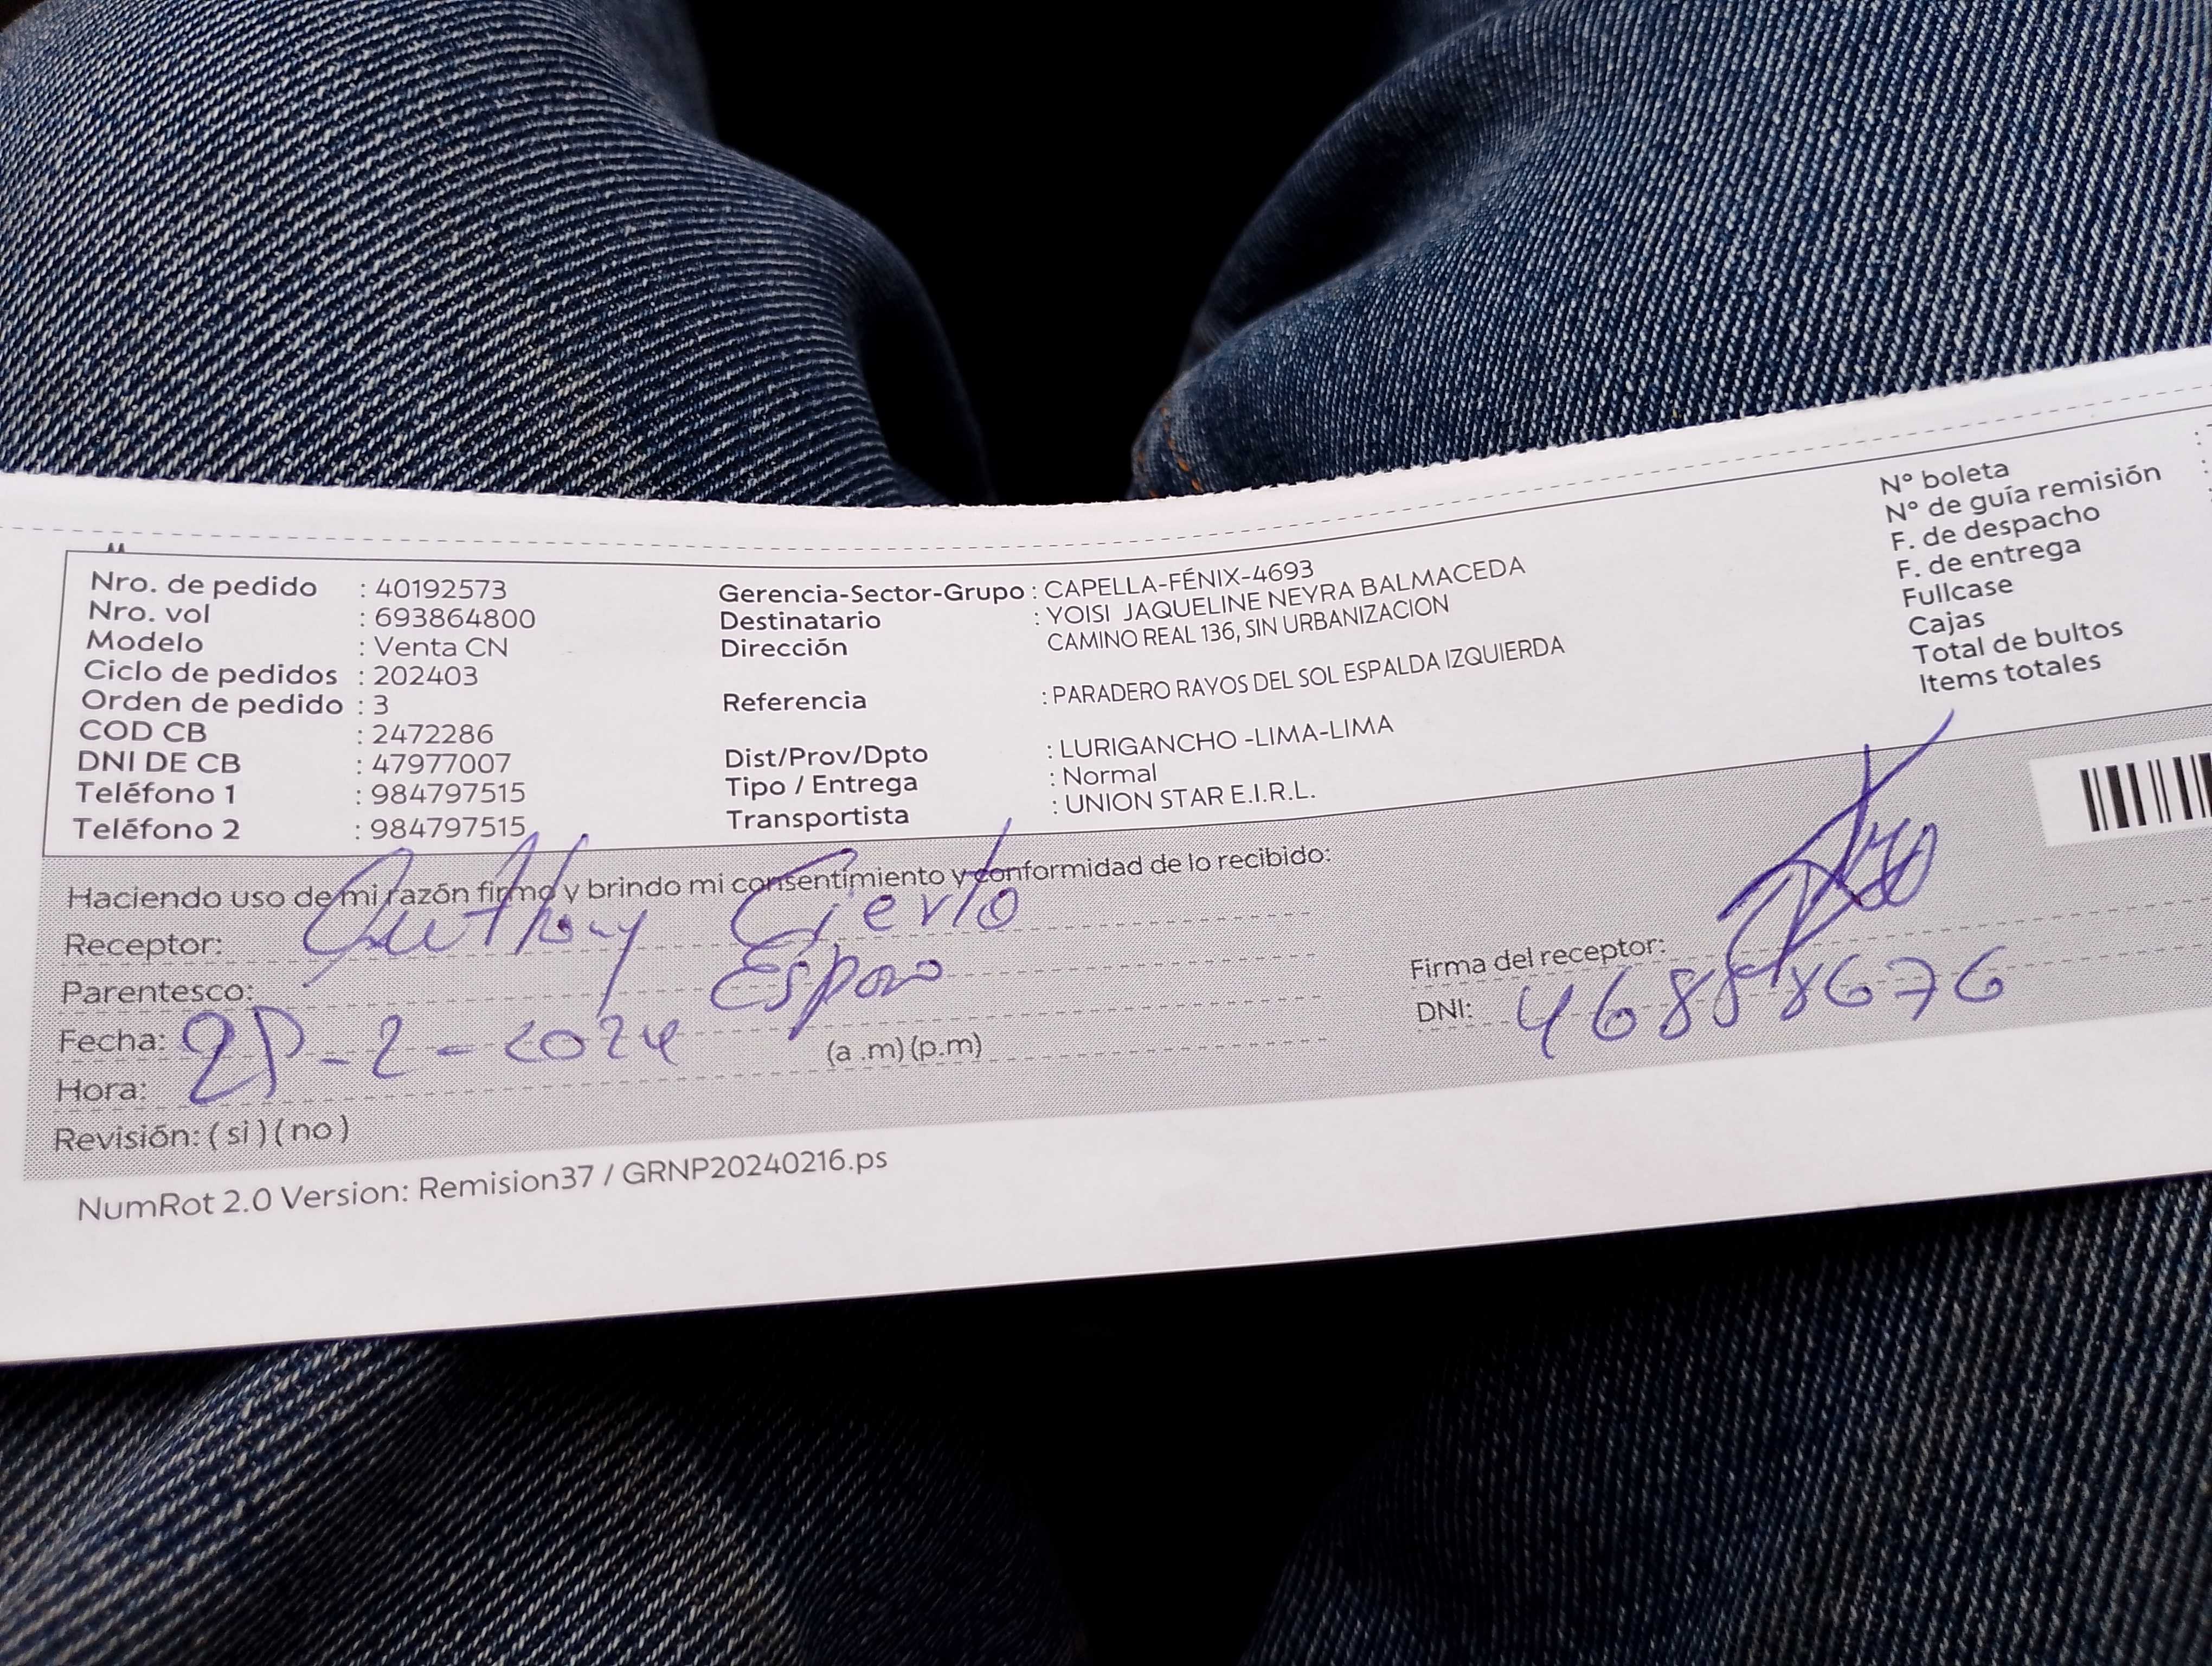 Nro. de pedido : 40192573
Nro. vol : 693864800
Modelo : Venta CN
Ciclo de pedidos : 202403
Orden de pedido : 3
COD CB : 2472286
DNI DE CB : 47977007
Teléfono 1 : 984797515
Teléfono 2 : 984797515
Gerencia-Sector-Grupo : CAPELLA-FÉNIX-4693
Destinatario : YOISI JAQUELINE NEYRA BALMACEDA
Dirección CAMINO REAL 136, SIN URBANIZACION
Referencia : PARADERO RAYOS DEL SOL ESPALDA IZQUIERDA
Dist/Prov/Dpto : LURIGANCHO -LIMA-LIMA
Tipo / Entrega : Normal
Transportista : UNION STAR E.I.R.L.
N° boleta :
N° de guía remisión :
F. de despacho :
F. de entrega
Fullcase
Cajas
Total de bultos
Items totales
Haciendo uso de mi razón firmo y brindo mi consentimiento y conformidad de lo recibido:
Receptor: Anthony Cierto
Parentesco: Esposo
Fecha: -2-2024
Hora: (a .m) (p.m)
Revisión: ( si ) ( no )
Firma del receptor:
DNI: 46888676
NumRot 2.0 Version: Remision37 / GRNP20240216.ps